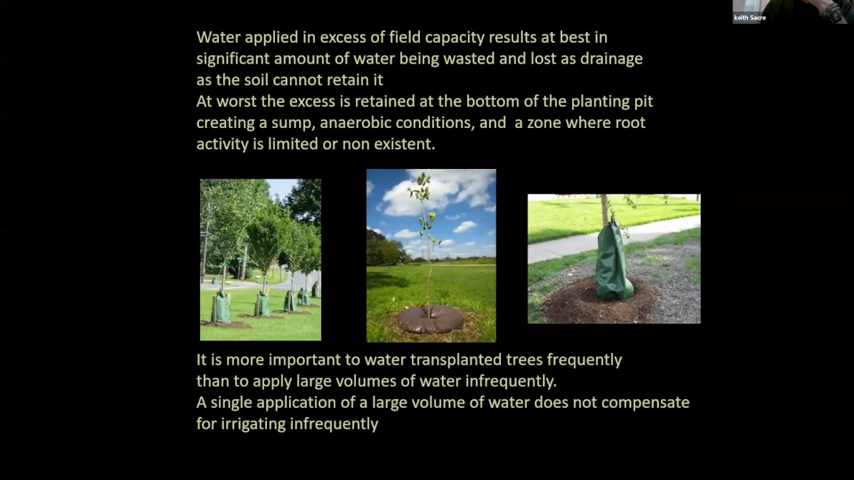 keith Sacre
Water applied in excess of field capacity results at best in
significant amount of water being wasted and lost as drainage
as the soil cannot retain it
At worst the excess is retained at the bottom of the planting pit
creating a sump, anaerobic conditions, and a zone where root
activity is limited or non existent.
It is more important to water transplanted trees frequently
than to apply large volumes of water infrequently.
A single application of a large volume of water does not compensate
for irrigating infrequently